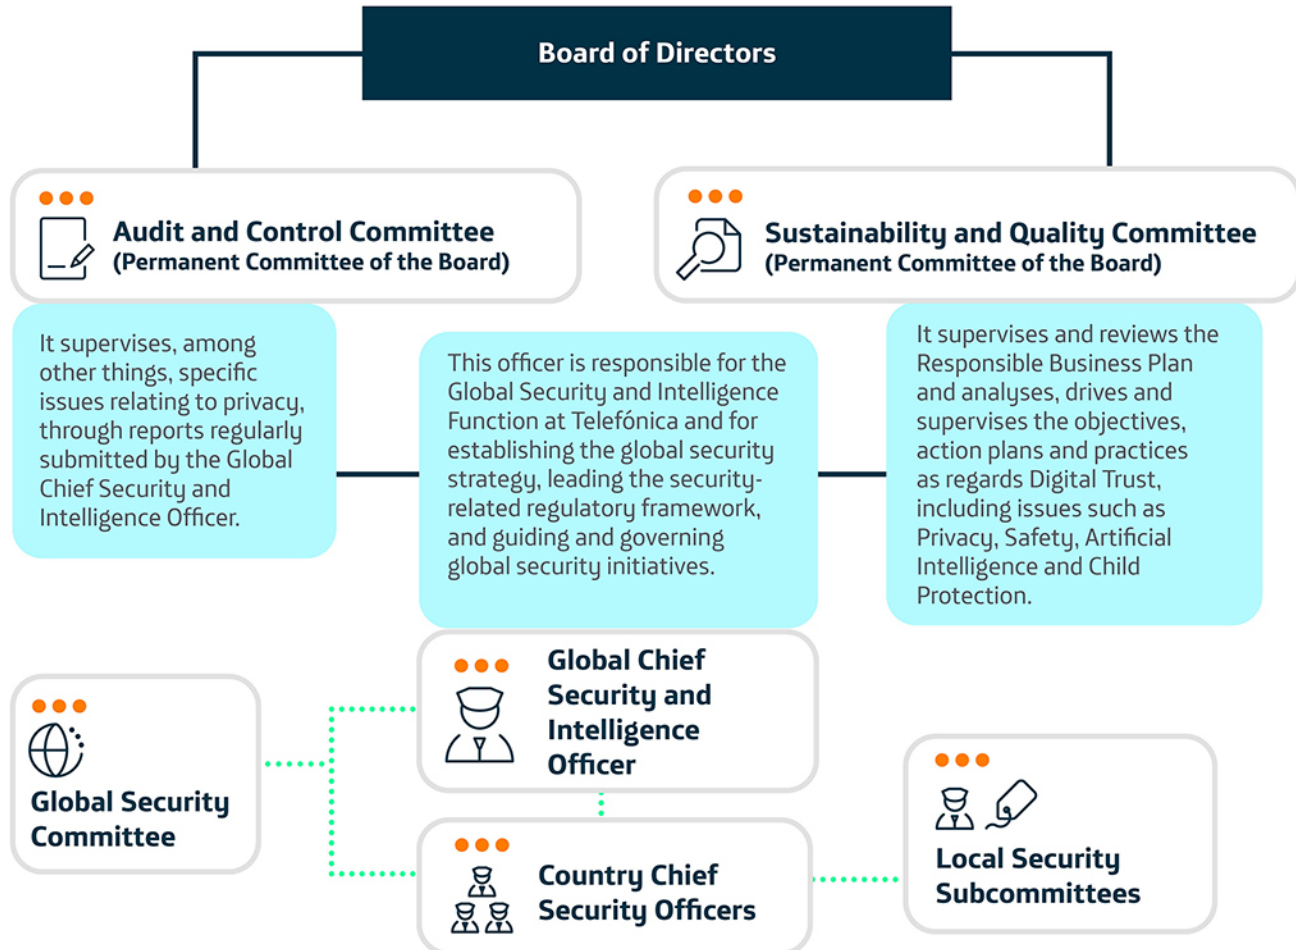 Board of Directors
Audit and Control Committee
(Permanent Committee of the Board)
Sustainability and Quality Committee
(Permanent Committee of the Board)
It supervises, among
other things, specific
issues relating to privacy,
through reports regularly
submitted by the Global
Chief Security and
Intelligence Officer.
This officer is responsible for the
Global Security and Intelligence
Function at Telefónica and for
establishing the global security
strategy, leading the security-
related regulatory framework,
and guiding and governing
global security initiatives.
It supervises and reviews the
Responsible Business Plan
and analyses, drives and
supervises the objectives,
action plans and practices
as regards Digital Trust,
including issues such as
Privacy, Safety, Artificial
Intelligence and Child
Protection.
Global Chief
Security and
Intelligence
Officer
Global Security
Committee
Country Chief
Security Officers
Local Security
Subcommittees